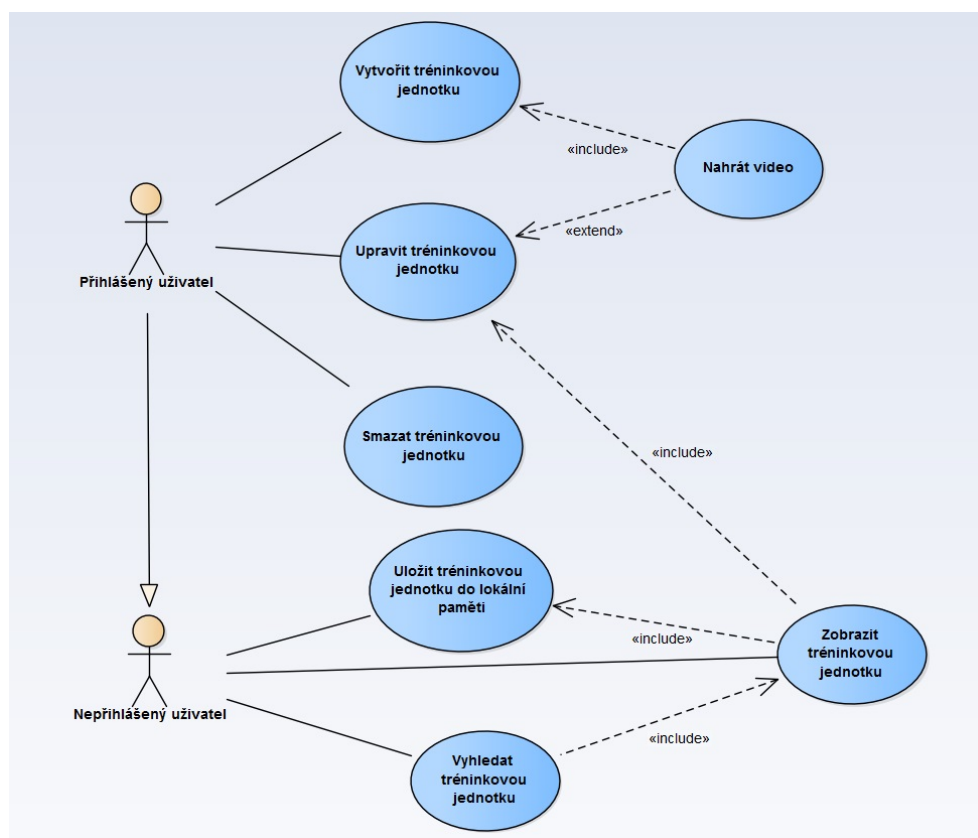 Vytvořit tréninkovou
jednotku
«include»
Nahrát video
«extend»
Upravit tréninkovou
jednotku
Přihlášený uživatel
Smazat tréninkovou
jednotku
«include»
Uložit tréninkovou
jednotku do lokální
paměti
«include»
Zobrazit
tréninkovou
jednotku
Nepřihlášený uživatel
«include»
Vyhledat
tréninkovou
jednotku